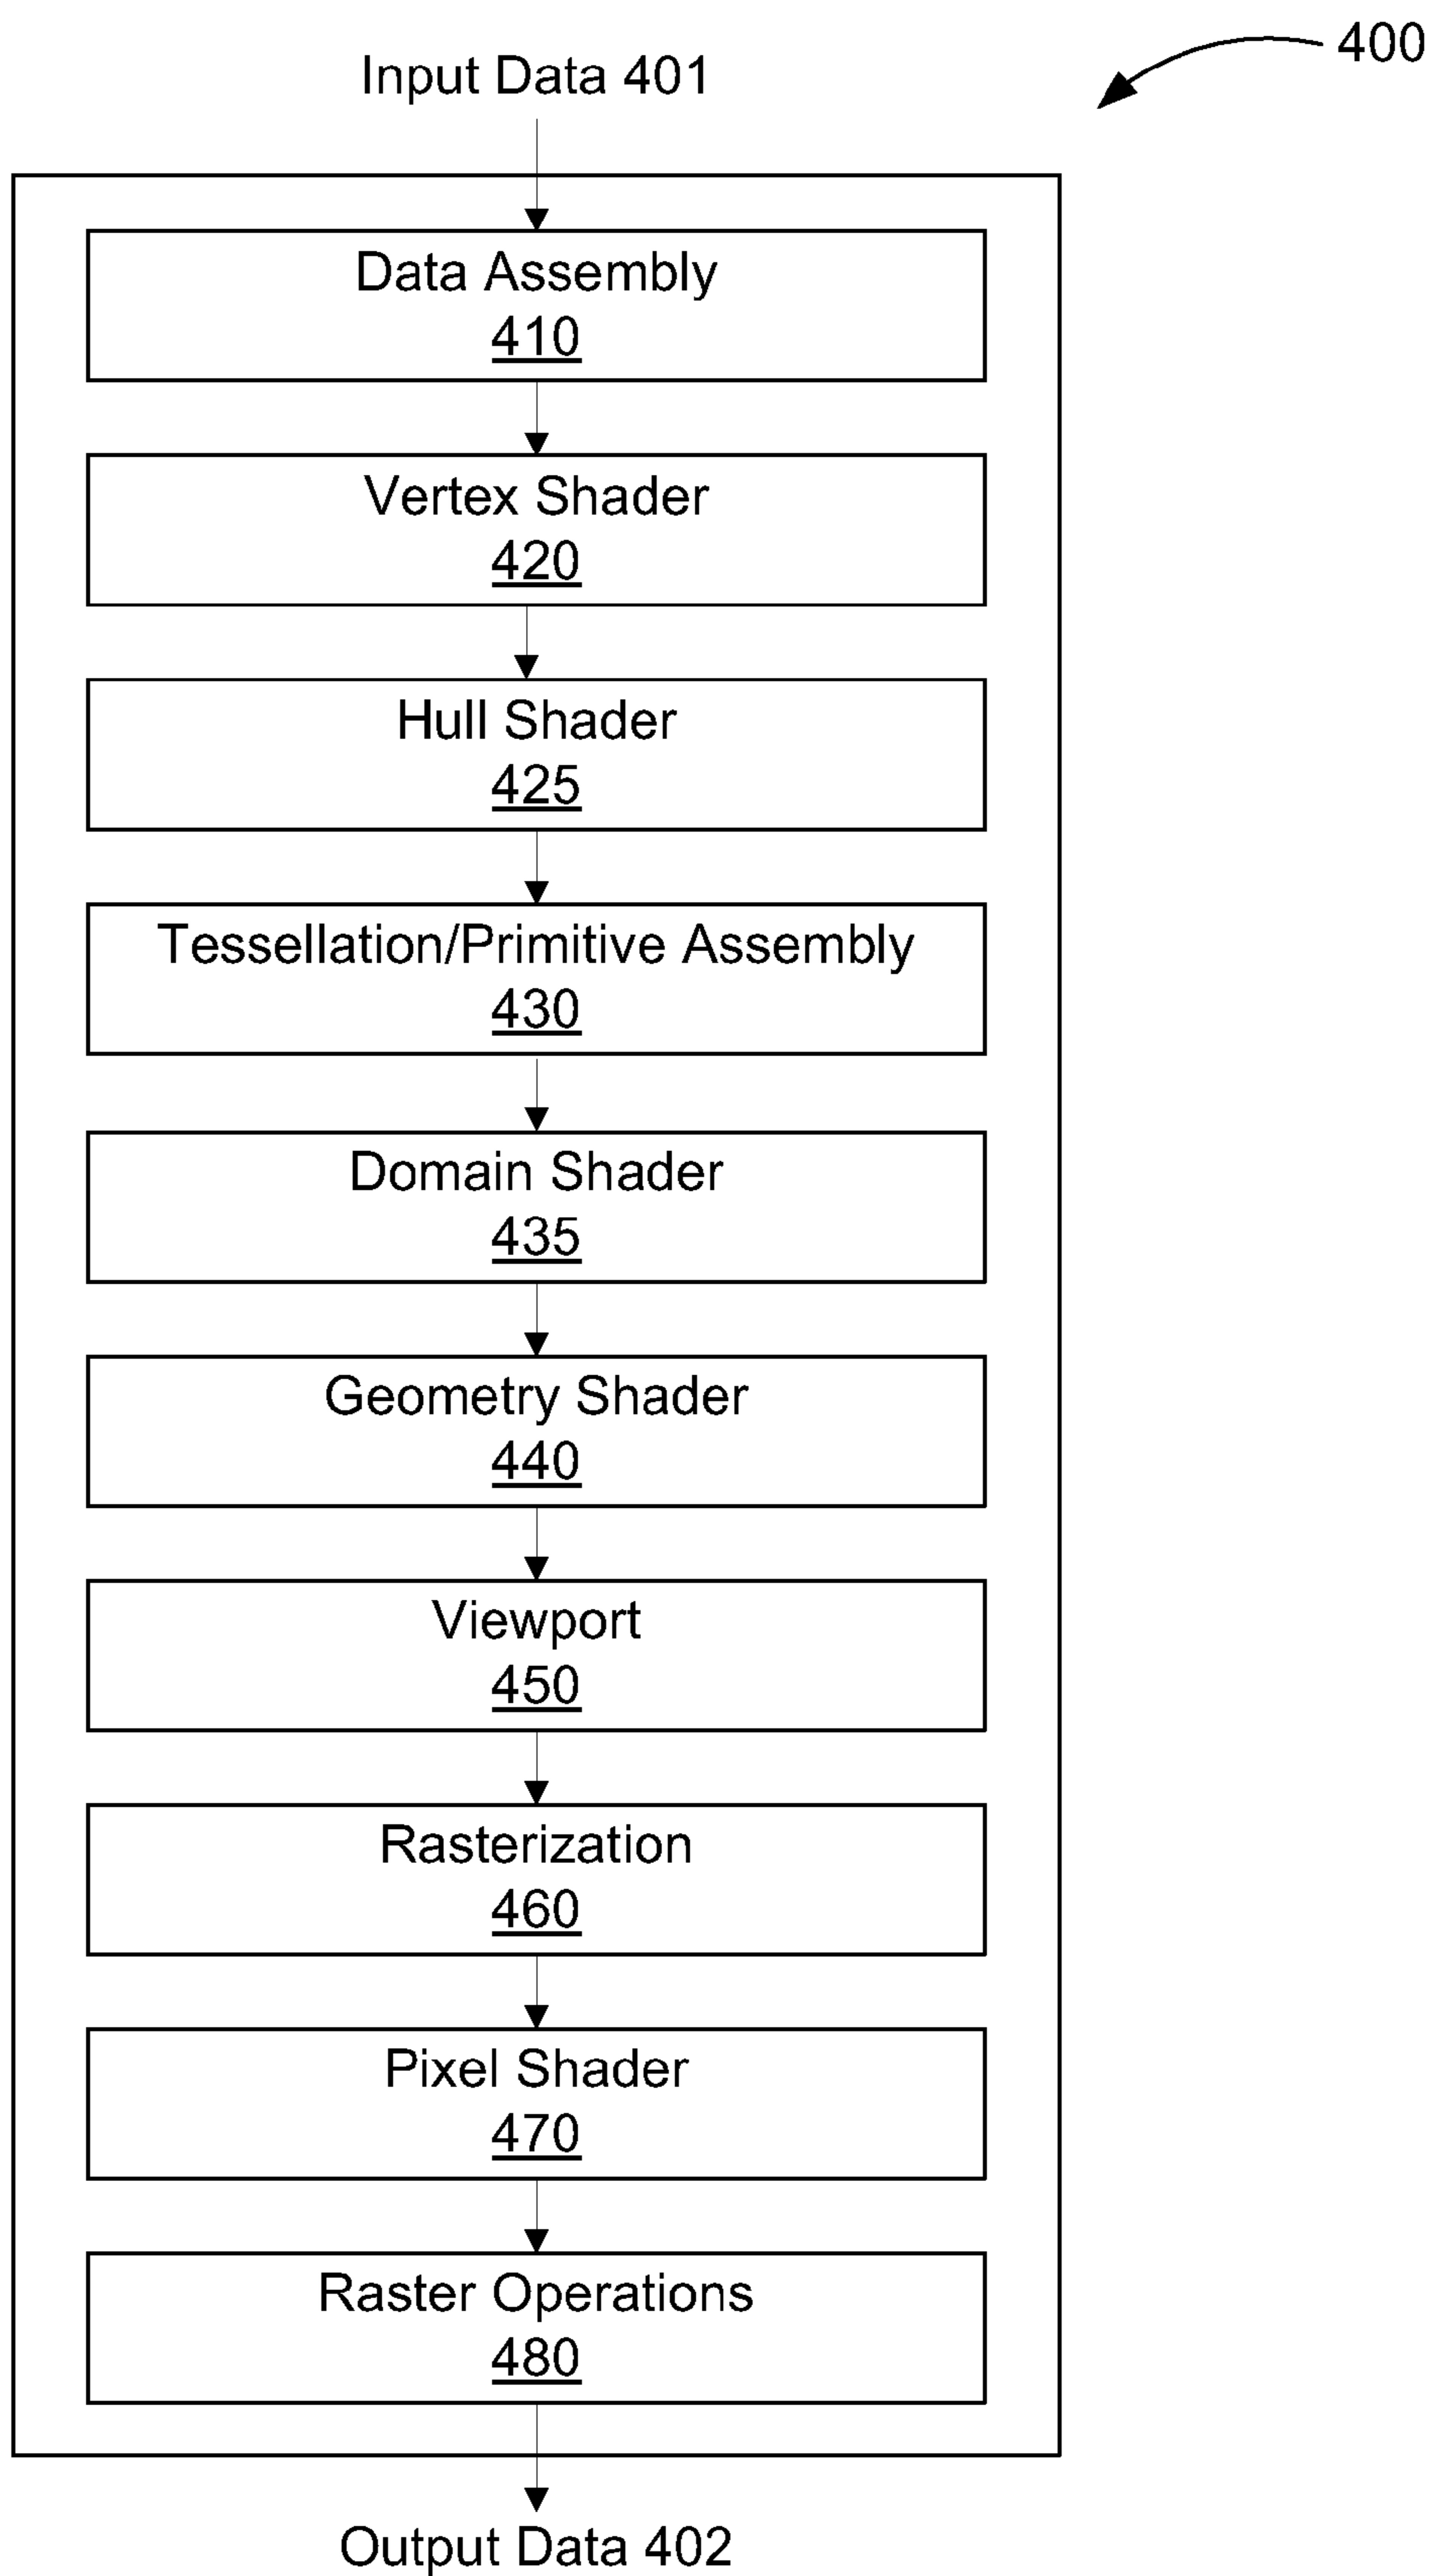 400
Input Data 401
Data Assembly
410
Vertex Shader
420
Hull Shader
425
Tessellation/Primitive Assembly
430
Domain Shader
435
Geometry Shader
440
Viewport
450
Rasterization
460
Pixel Shader
470
Raster Operations
480
Output Data 402